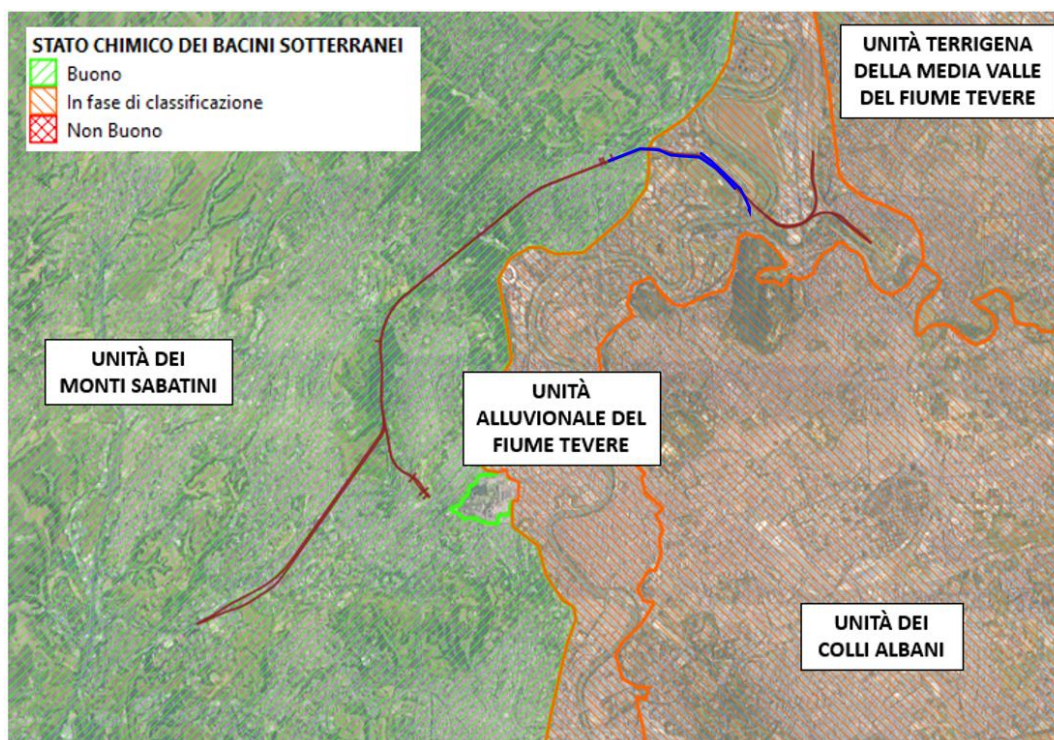 STATO CHIMICO DEI BACINI SOTTERRANEI
Buono
In fase di classificazione
Non Buono
UNITÀ TERRIGENA
DELLA MEDIA VALLE
DEL FIUME TEVERE
UNITÀ DEI
MONTI SABATINI
UNITÀ
ALLUVIONALE DEL
FIUME TEVERE
UNITÀ DEI
COLLI ALBANI